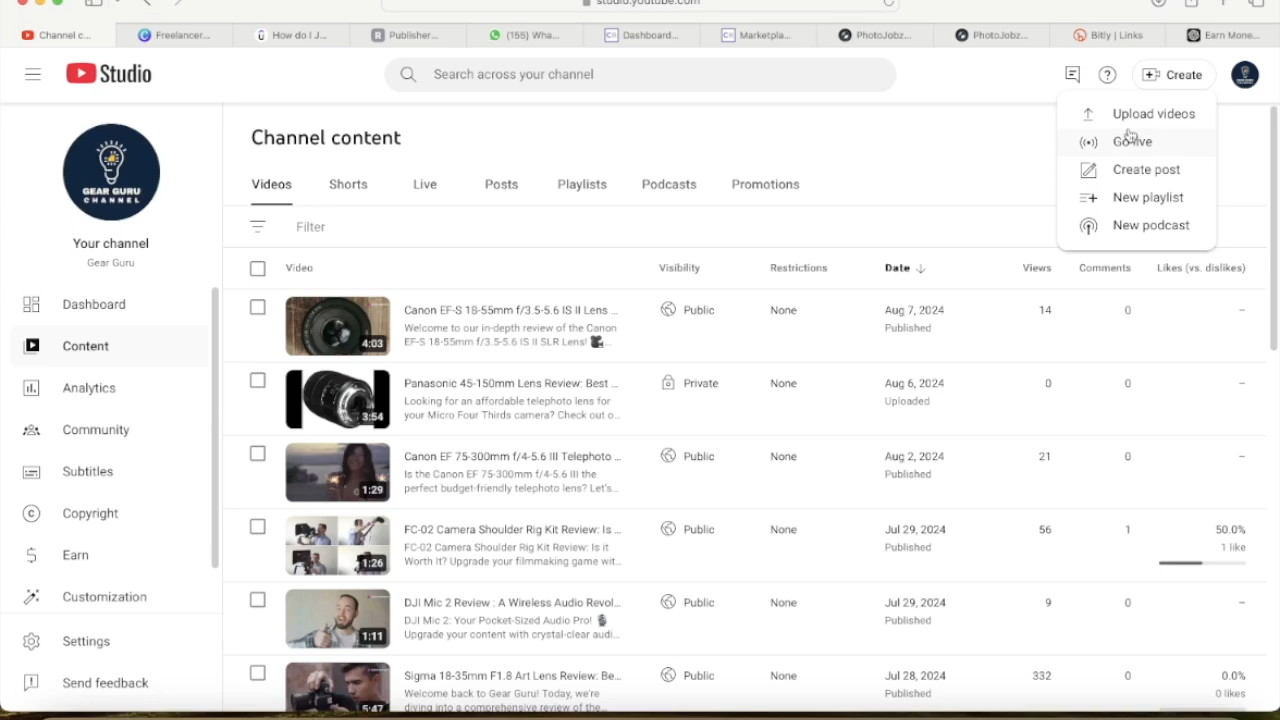 studio.youtube.com
Channel c...
Freelancer...
How do I J...
Publisher...
(155) Wha...
Dashboard...
Marketpla...
PhotoJobz...
PhotoJobz...
Bitly | Links
Earn Mone...
Studio
Search across your channel
Create
Upload videos
Go live
Create post
New playlist
New podcast
GEAR GURU
CHANNEL
Your channel
Gear Guru
Dashboard
Content
Analytics
Community
Subtitles
Copyright
Earn
Customization
Settings
Send feedback
Channel content
Videos Shorts Live Posts Playlists Podcasts Promotions
Filter
Video Visibility Restrictions Date Views Comments Likes (vs. dislikes)
4:03
Canon EF-S 18-55mm f/3.5-5.6 IS II Lens ...
Welcome to our in-depth review of the Canon
EF-S 18-55mm f/3.5-5.6 IS II SLR Lens! 🎥...
Public None Aug 7, 2024 14 0 –
Published
3:54
Panasonic 45-150mm Lens Review: Best ...
Looking for an affordable telephoto lens for
your Micro Four Thirds camera? Check out o...
Private None Aug 6, 2024 0 0 –
Uploaded
1:29
Canon EF 75-300mm f/4-5.6 III Telephoto ...
Is the Canon EF 75-300mm f/4-5.6 III the
perfect budget-friendly telephoto lens? Let's...
Public None Aug 2, 2024 21 0 –
Published
1:26
FC-02 Camera Shoulder Rig Kit Review: Is ...
FC-02 Camera Shoulder Rig Kit Review: Is it
Worth It? Upgrade your filmmaking game wit...
Public None Jul 29, 2024 56 1 50.0%
Published 1 like
1:11
DJI Mic 2 Review : A Wireless Audio Revol...
DJI Mic 2: Your Pocket-Sized Audio Pro! 🎙️
Upgrade your content with crystal-clear audi...
Public None Jul 29, 2024 9 0 –
Published
5:47
Sigma 18-35mm F1.8 Art Lens Review: Be...
Welcome back to Gear Guru! Today, we're
diving into a comprehensive review of the ...
Public None Jul 28, 2024 332 0 0.0%
Published 0 likes